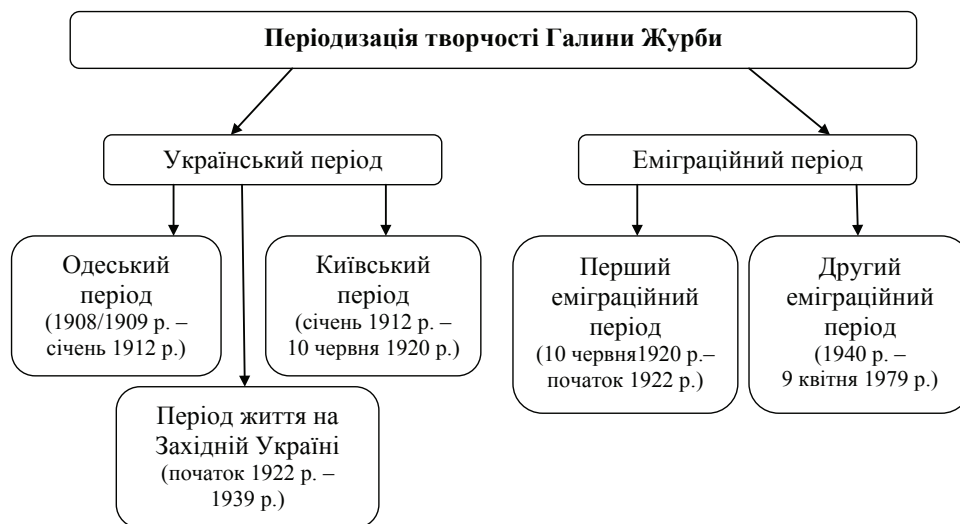 Періодизація творчості Галини Журби
Український період
Еміграційний період
Одеський
період
(1908/1909 р. –
січень 1912 р.)
Київський
період
(січень 1912 р. –
10 червня 1920 р.)
Перший
еміграційний
період
(10 червня1920 р.–
початок 1922 р.)
Другий
еміграційний
період
(1940 р. –
9 квітня 1979 р.)
Період життя на
Західній Україні
(початок 1922 р. –
1939 р.)